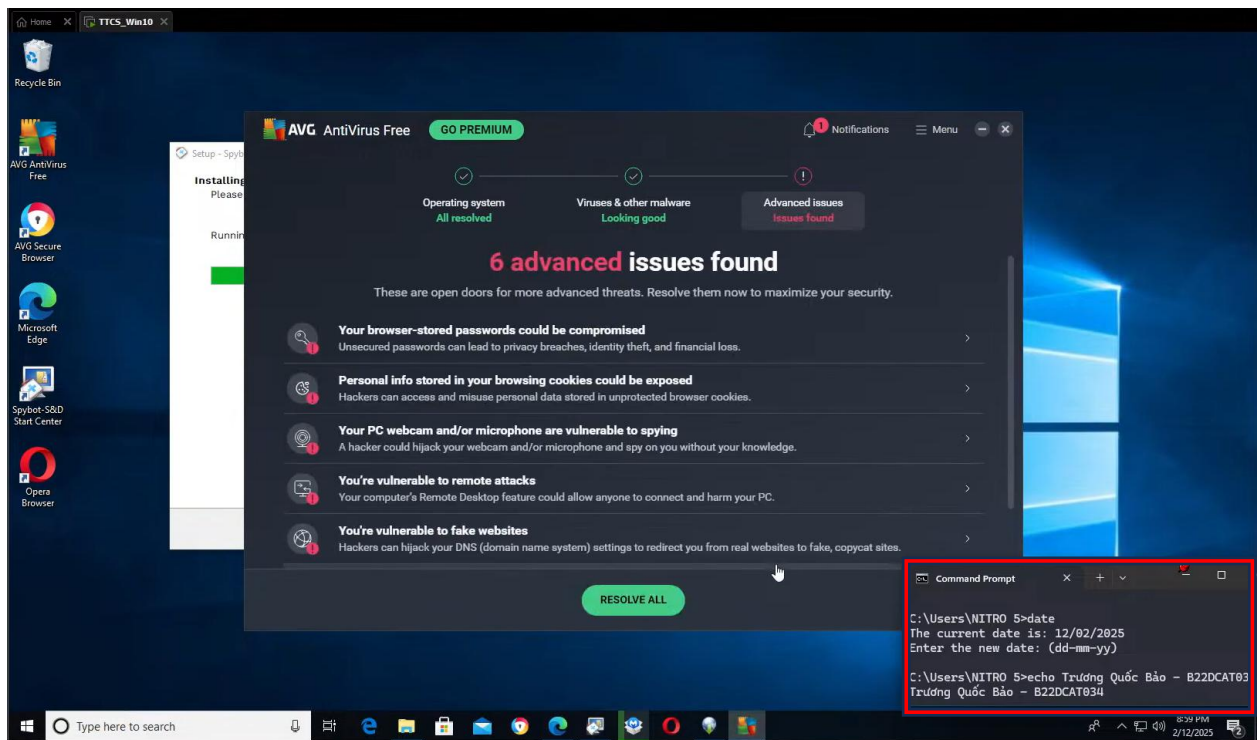 Home
TTCS_Win10
Recycle Bin
AVG AntiVirus
Free
AVG Secure
Browser
Microsoft
Edge
Spybot-S&D
Start Center
Opera
Browser
Setup - Spyb
Installing
Please
Runnin
AVG AntiVirus Free
GO PREMIUM
1
Notifications
Menu
Operating system
All resolved
Viruses & other malware
Looking good
Advanced issues
Issues found
6 advanced issues found
These are open doors for more advanced threats. Resolve them now to maximize your security.
Your browser-stored passwords could be compromised
Unsecured passwords can lead to privacy breaches, identity theft, and financial loss.
Personal info stored in your browsing cookies could be exposed
Hackers can access and misuse personal data stored in unprotected browser cookies.
Your PC webcam and/or microphone are vulnerable to spying
A hacker could hijack your webcam and/or microphone and spy on you without your knowledge.
You're vulnerable to remote attacks
Your computer's Remote Desktop feature could allow anyone to connect and harm your PC.
You're vulnerable to fake websites
Hackers can hijack your DNS (domain name system) settings to redirect you from real websites to fake, copycat sites.
RESOLVE ALL
Command Prompt
C:\Users\NITRO 5>date
The current date is: 12/02/2025
Enter the new date: (dd-mm-yy)
C:\Users\NITRO 5>echo Trương Quốc Bảo - B22DCAT03
Trương Quốc Bảo - B22DCAT034
Type here to search
8:59 PM
2/12/2025
2